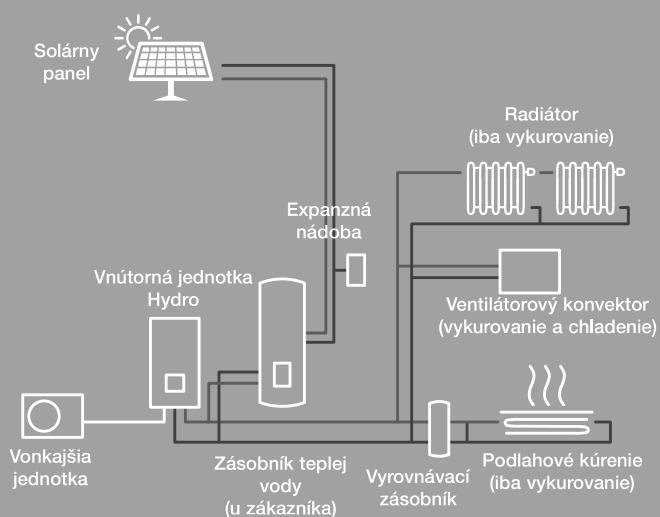 Solárny
panel
Radiátor
(iba vykurovanie)
Expanzná
nádoba
Vnútorná jednotka
Hydro
Ventilátorový konvektor
(vykurovanie a chladenie)
Vonkajšia
jednotka
Zásobník teplej
vody
(u zákazníka)
Vyrovnávací
zásobník
Podlahové kúrenie
(iba vykurovanie)